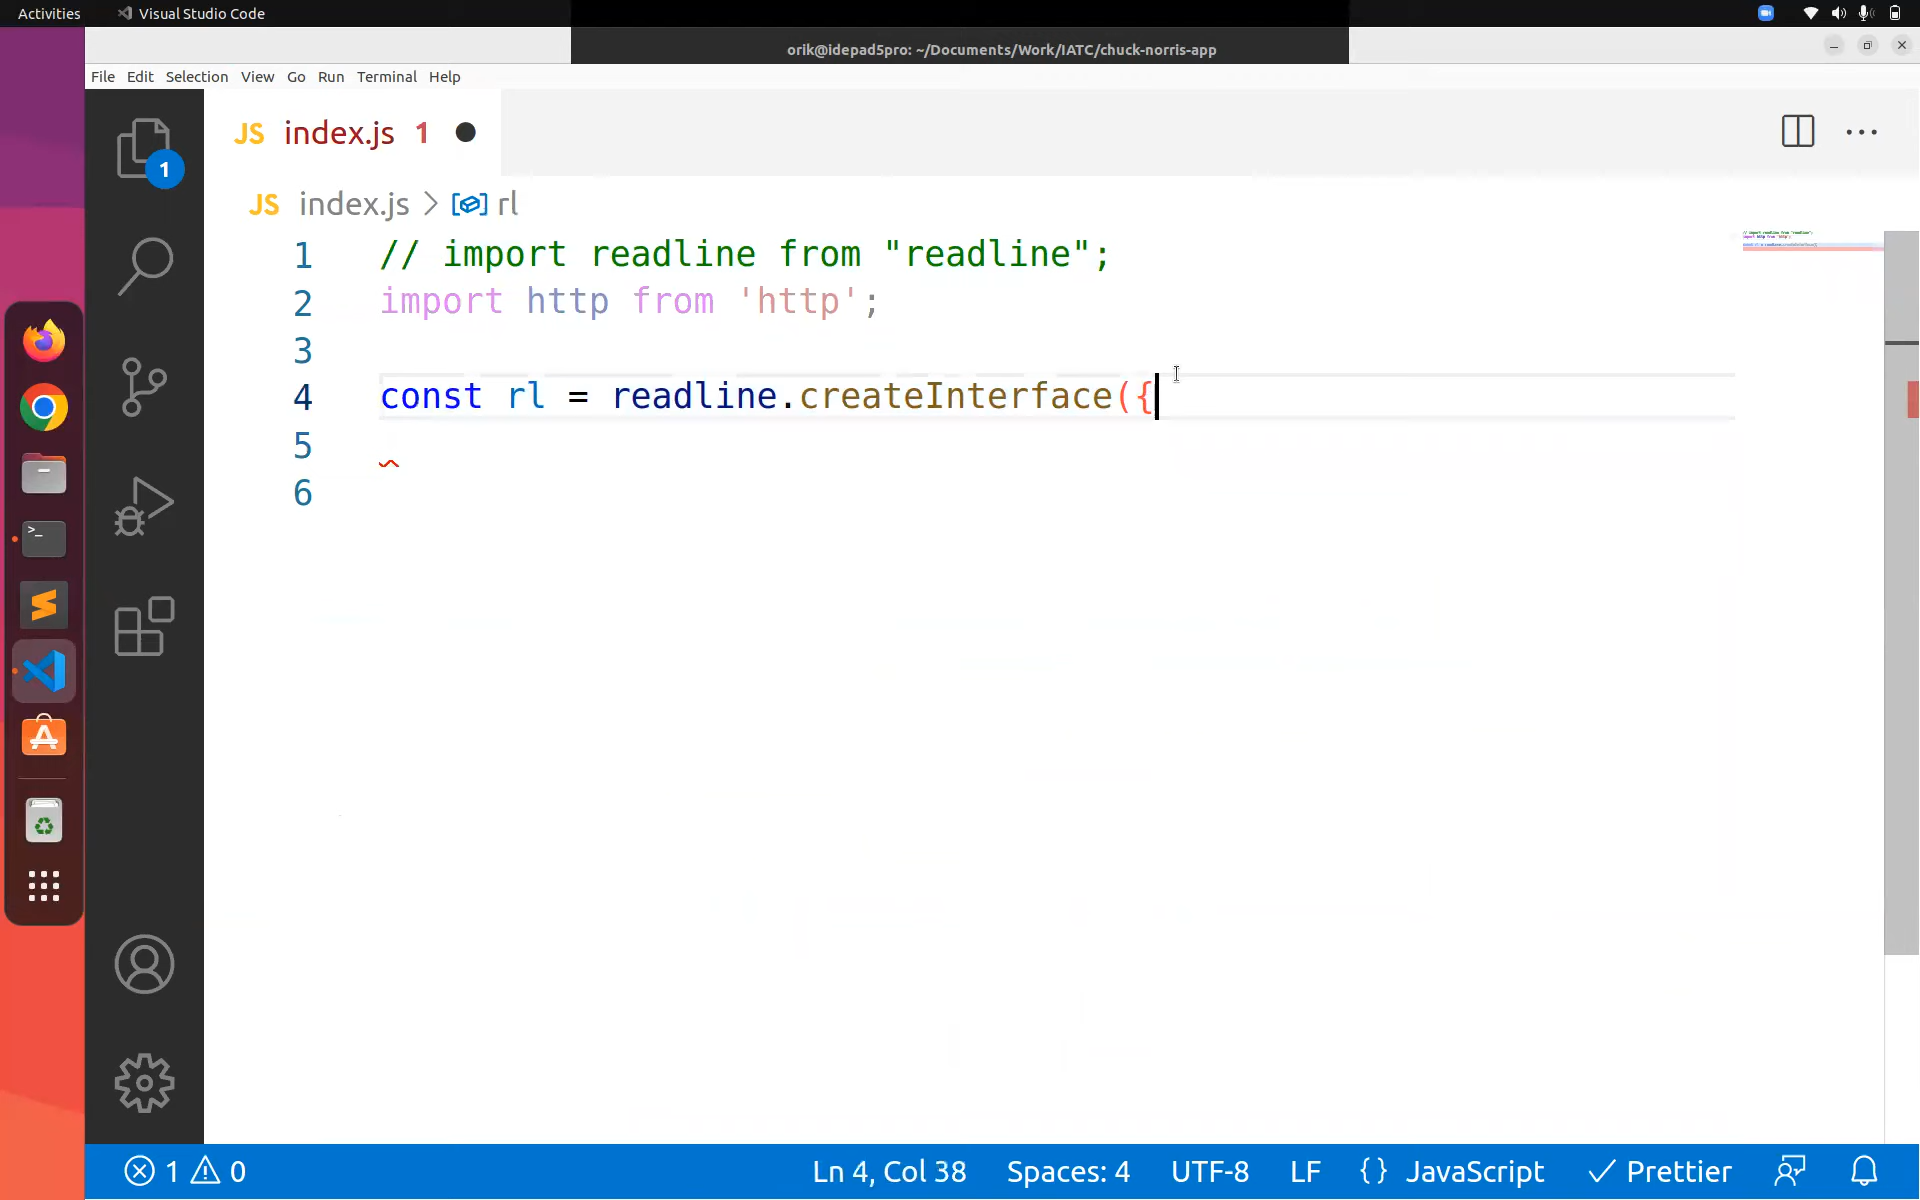 Activities Visual Studio Code
orik@idepad5pro: ~/Documents/Work/IATC/chuck-norris-app
File Edit Selection View Go Run Terminal Help
JS index.js 1
1
JS index.js > rl
1 // import readline from "readline";
2 import http from 'http';
3
4 const rl = readline.createInterface({
5
6
1 0 Ln 4, Col 38 Spaces: 4 UTF-8 LF {} JavaScript Prettier